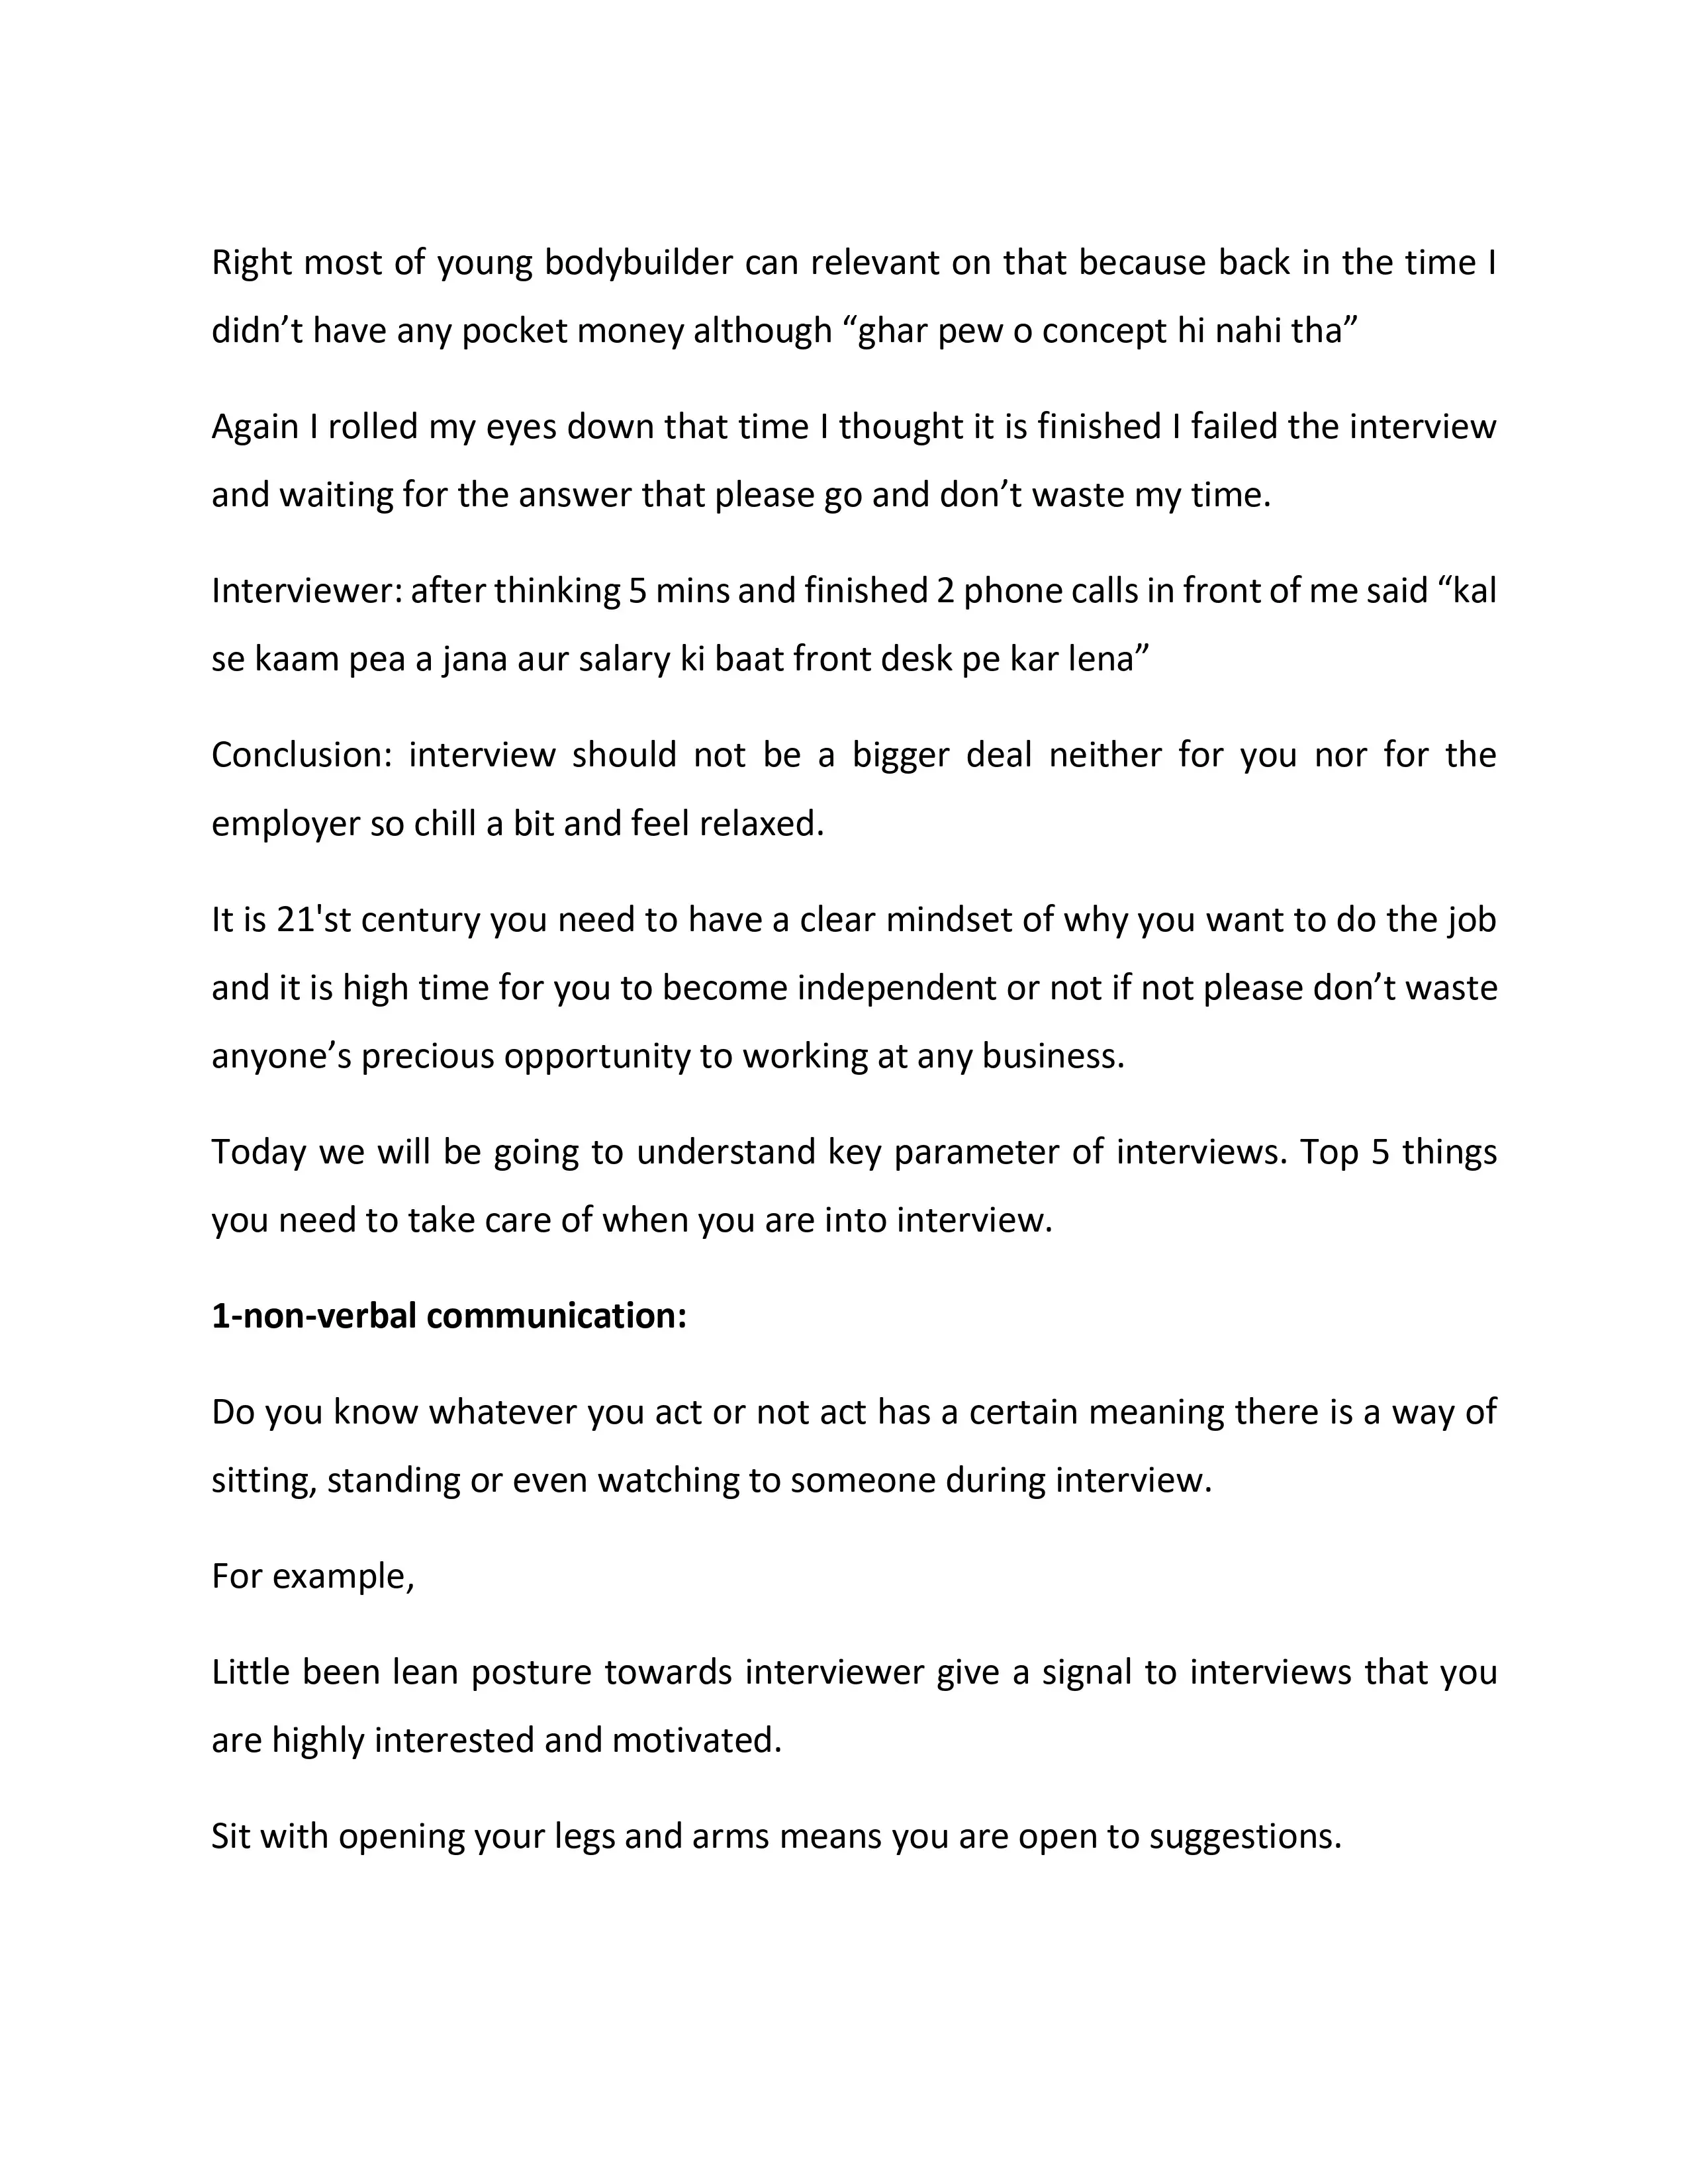 Right most of young bodybuilder can relevant on that because back in the time I
didn’t have any pocket money although “ghar pew o concept hi nahi tha”
Again I rolled my eyes down that time I thought it is finished I failed the interview
and waiting for the answer that please go and don’t waste my time.
Interviewer: after thinking 5 mins and finished 2 phone calls in front of me said “kal
se kaam pea a jana aur salary ki baat front desk pe kar lena”
Conclusion: interview should not be a bigger deal neither for you nor for the
employer so chill a bit and feel relaxed.
It is 21'st century you need to have a clear mindset of why you want to do the job
and it is high time for you to become independent or not if not please don’t waste
anyone’s precious opportunity to working at any business.
Today we will be going to understand key parameter of interviews. Top 5 things
you need to take care of when you are into interview.
1-non-verbal communication:
Do you know whatever you act or not act has a certain meaning there is a way of
sitting, standing or even watching to someone during interview.
For example,
Little been lean posture towards interviewer give a signal to interviews that you
are highly interested and motivated.
Sit with opening your legs and arms means you are open to suggestions.